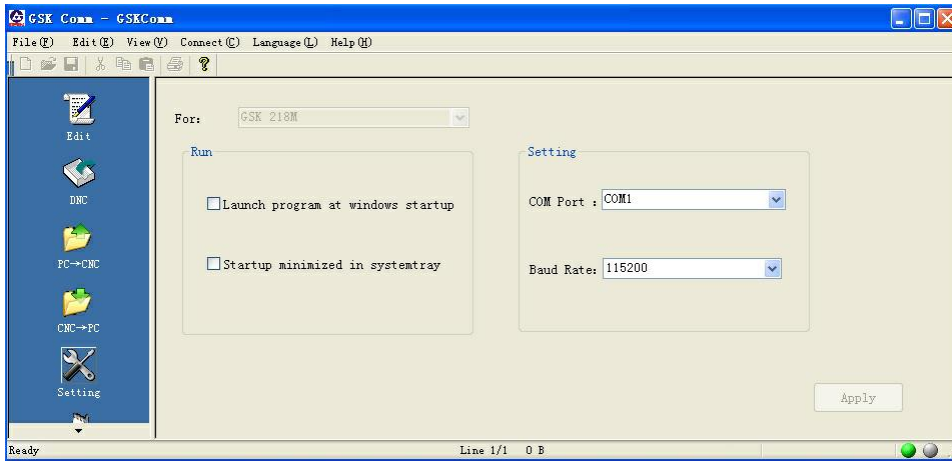 GSK Comm - GSKComm
File(F) Edit(E) View(V) Connect(C) Language(L) Help(H)
Edit
DNC
PC→CNC
CNC→PC
Setting
For: GSK 218M
Run
Launch program at windows startup
Startup minimized in systemtray
Setting
COM Port : COM1
Baud Rate: 115200
Apply
Ready Line 1/1 0 B